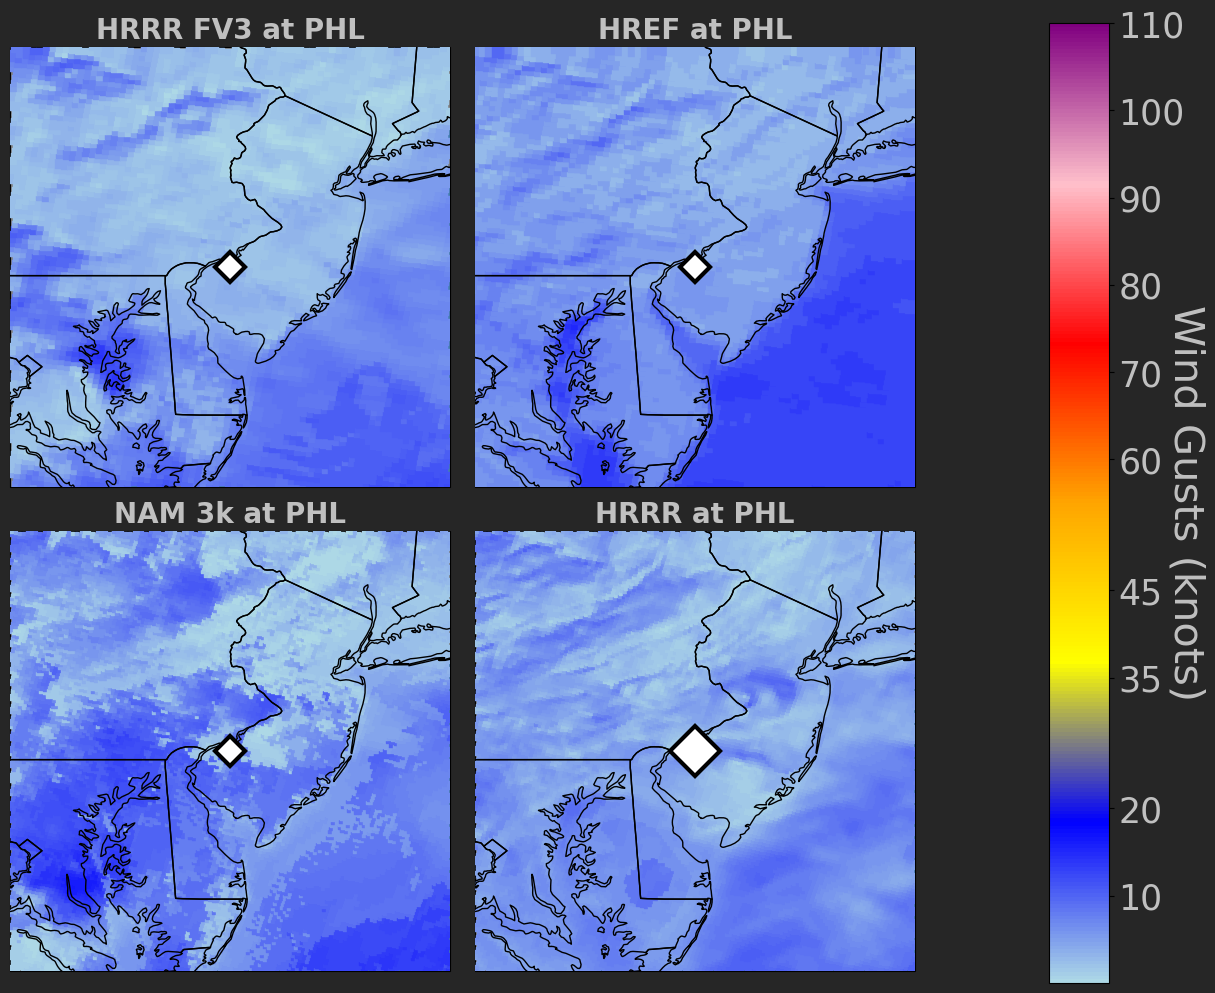 HRRR FV3 at PHL
HREF at PHL
NAM 3k at PHL
HRRR at PHL
110
100
90
80
70
60
45
35
20
10
Wind Gusts (knots)